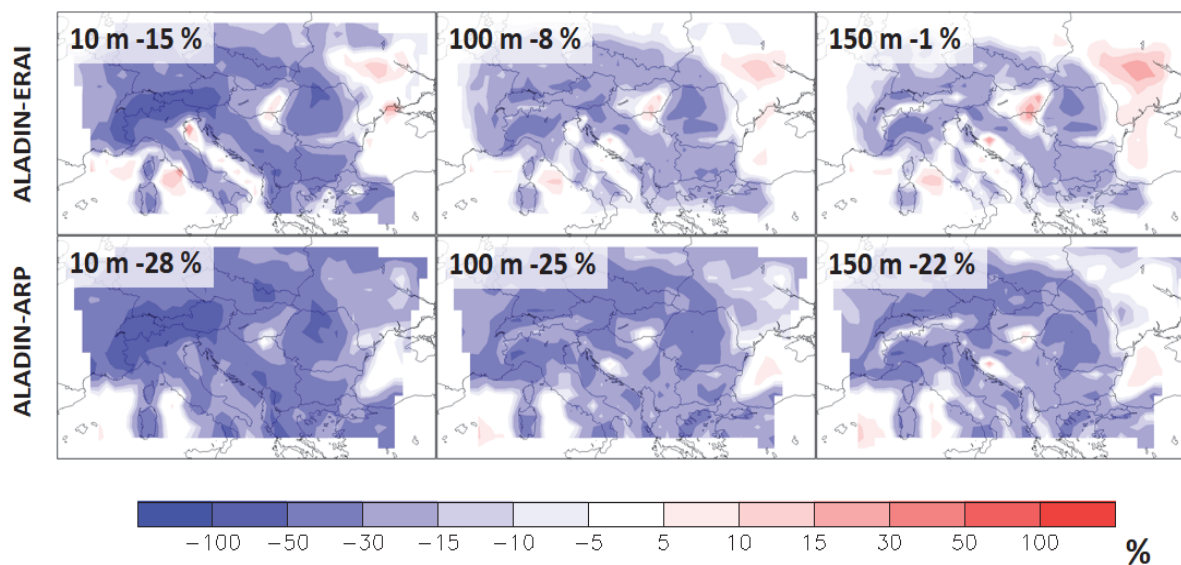 ALADIN-ERAI
10 m -15 %
100 m -8 %
150 m -1 %
ALADIN-ARP
10 m -28 %
100 m -25 %
150 m -22 %
-100 -50 -30 -15 -10 -5 5 10 15 30 50 100
%